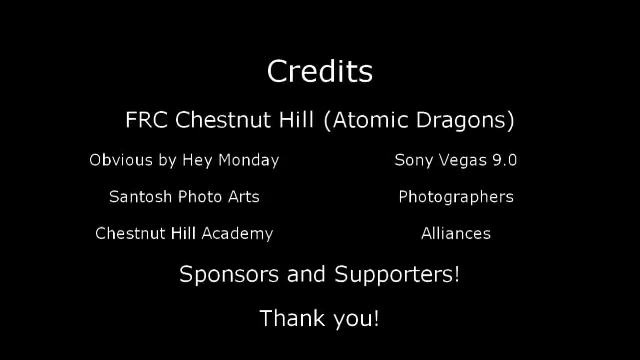 Credits
FRC Chestnut Hill (Atomic Dragons)
Obvious by Hey Monday
Sony Vegas 9.0
Santosh Photo Arts
Photographers
Chestnut Hill Academy
Alliances
Sponsors and Supporters!
Thank you!